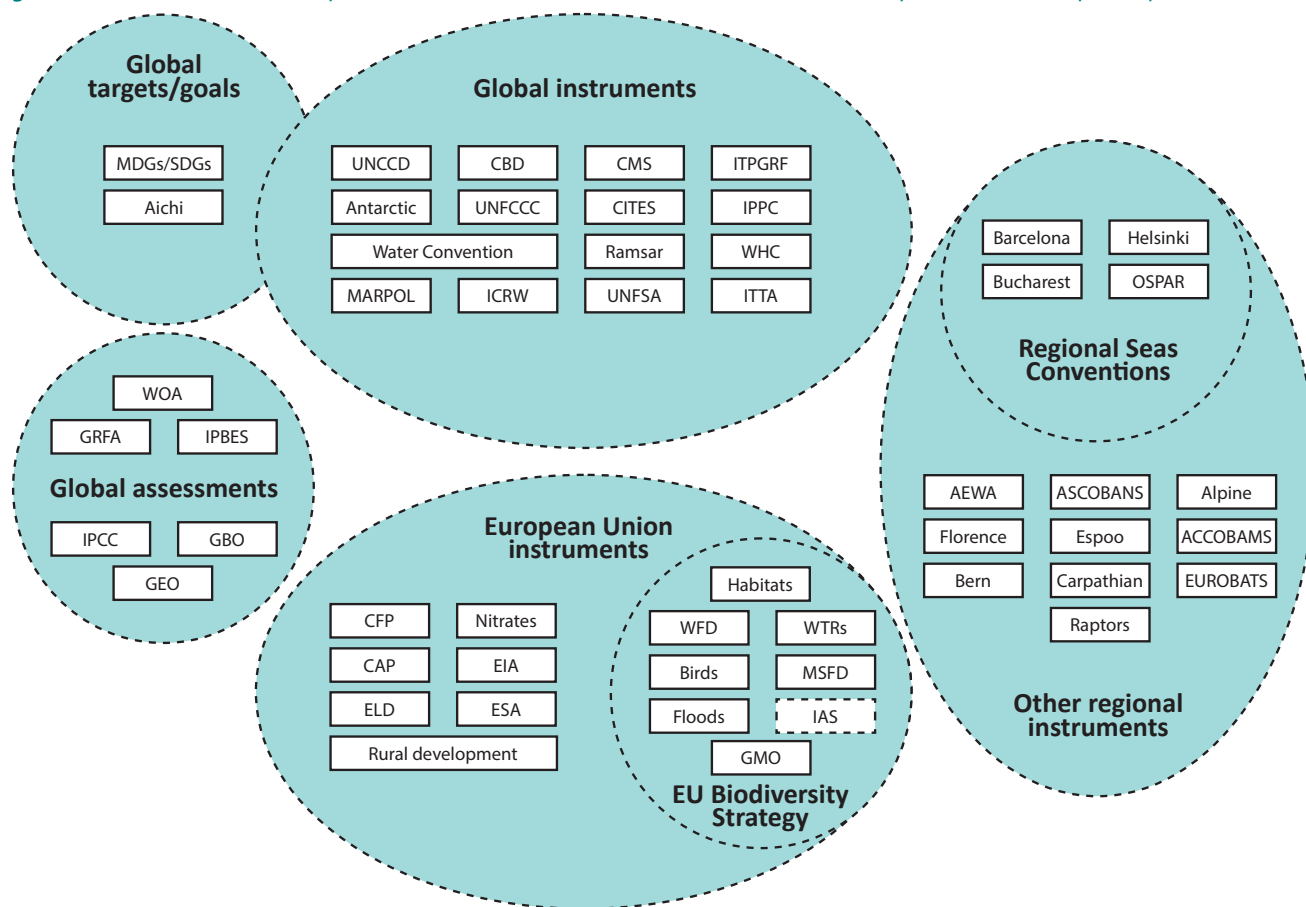 Global
targets/goals
MDGs/SDGs
Aichi
Global instruments
UNCCD CBD CMS ITPGRF
Antarctic UNFCCC CITES IPPC
Water Convention Ramsar WHC
MARPOL ICRW UNFSA ITTA
Barcelona Helsinki
Bucharest OSPAR
Regional Seas
Conventions
AEWA ASCOBANS Alpine
Florence Espoo ACCOBAMS
Bern Carpathian EUROBATS
Raptors
Other regional
instruments
WOA
GRFA IPBES
Global assessments
IPCC GBO
GEO
European Union
instruments
CFP Nitrates
CAP EIA
ELD ESA
Rural development
Habitats
WFD WTRs
Birds MSFD
Floods IAS
GMO
EU Biodiversity
Strategy